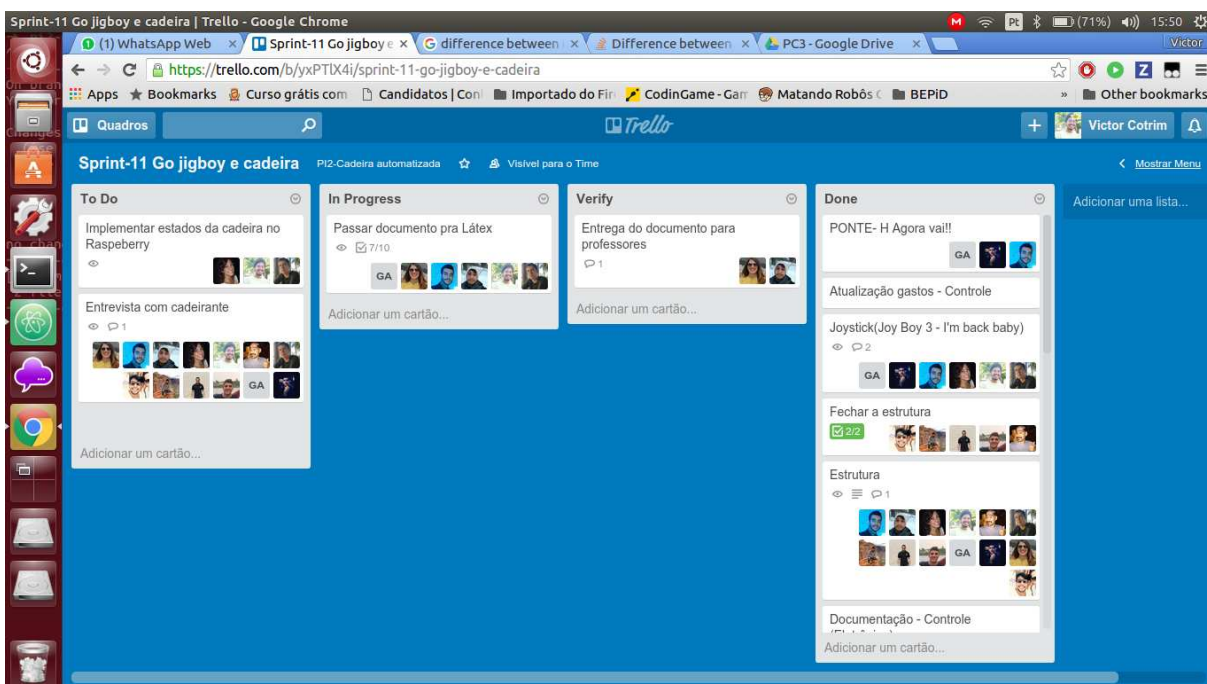 Sprint-11 Go jigboy e cadeira | Trello - Google Chrome
M Pt (71%) 15:50
(1) WhatsApp Web × Sprint-11 Go jigboy e × difference between × Difference between × PC3 - Google Drive × Victor
https://trello.com/b/yxPTlX4i/sprint-11-go-jigboy-e-cadeira
Apps Bookmarks Curso grátis com Candidatos | Con Importado do Fire CodinGame - Gam Matando Robôs BEPiD » Other bookmarks
Quadros Trello + Victor Cotrim
Sprint-11 Go jigboy e cadeira PI2-Cadeira automatizada Visível para o Time Mostrar Menu
To Do
Implementar estados da cadeira no
Raspeberry
Entrevista com cadeirante
1
GA
Adicionar um cartão...
In Progress
Passar documento pra Látex
7/10
GA
Adicionar um cartão...
Verify
Entrega do documento para
professores
1
Adicionar um cartão...
Done
PONTE- H Agora vai!!
GA
Atualização gastos - Controle
Joystick(Joy Boy 3 - I'm back baby)
2
GA
Fechar a estrutura
2/2
Estrutura
1
GA
Documentação - Controle
Adicionar um cartão...
Adicionar uma lista...